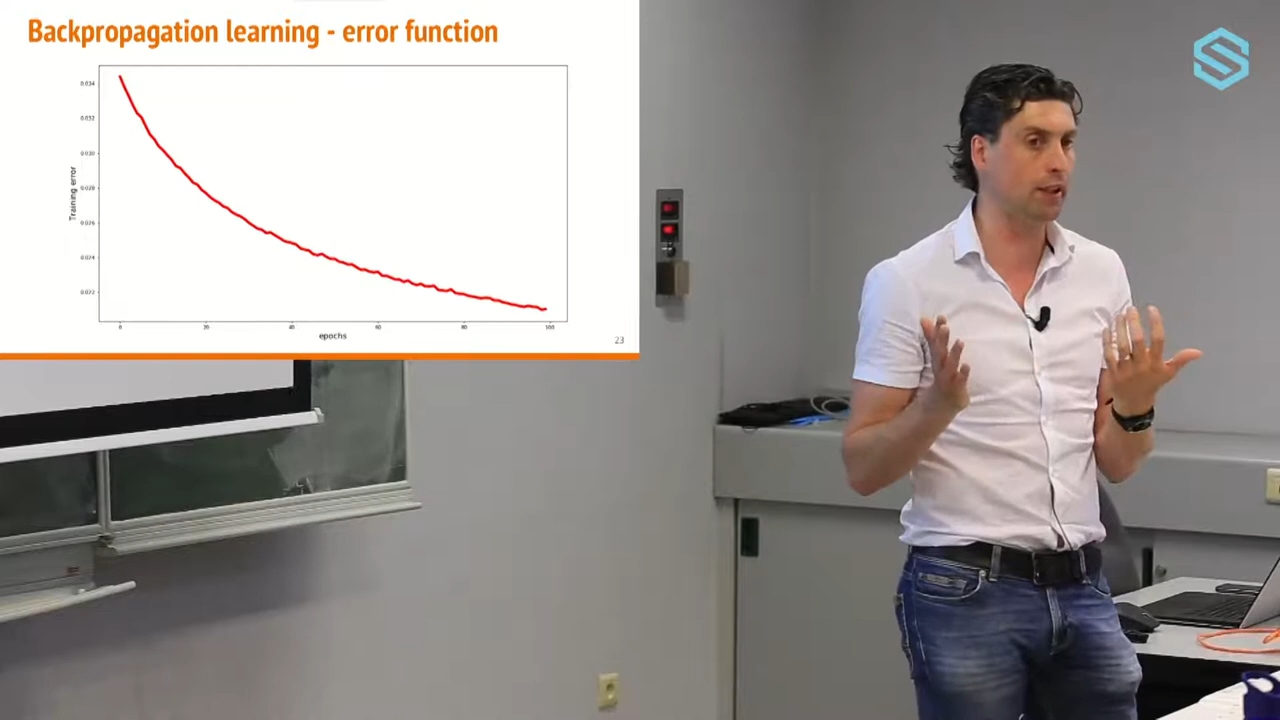 Backpropagation learning - error function
0.034
0.032
0.030
0.028
0.026
0.024
0.022
Training error
0 20 40 60 80 100
epochs
23